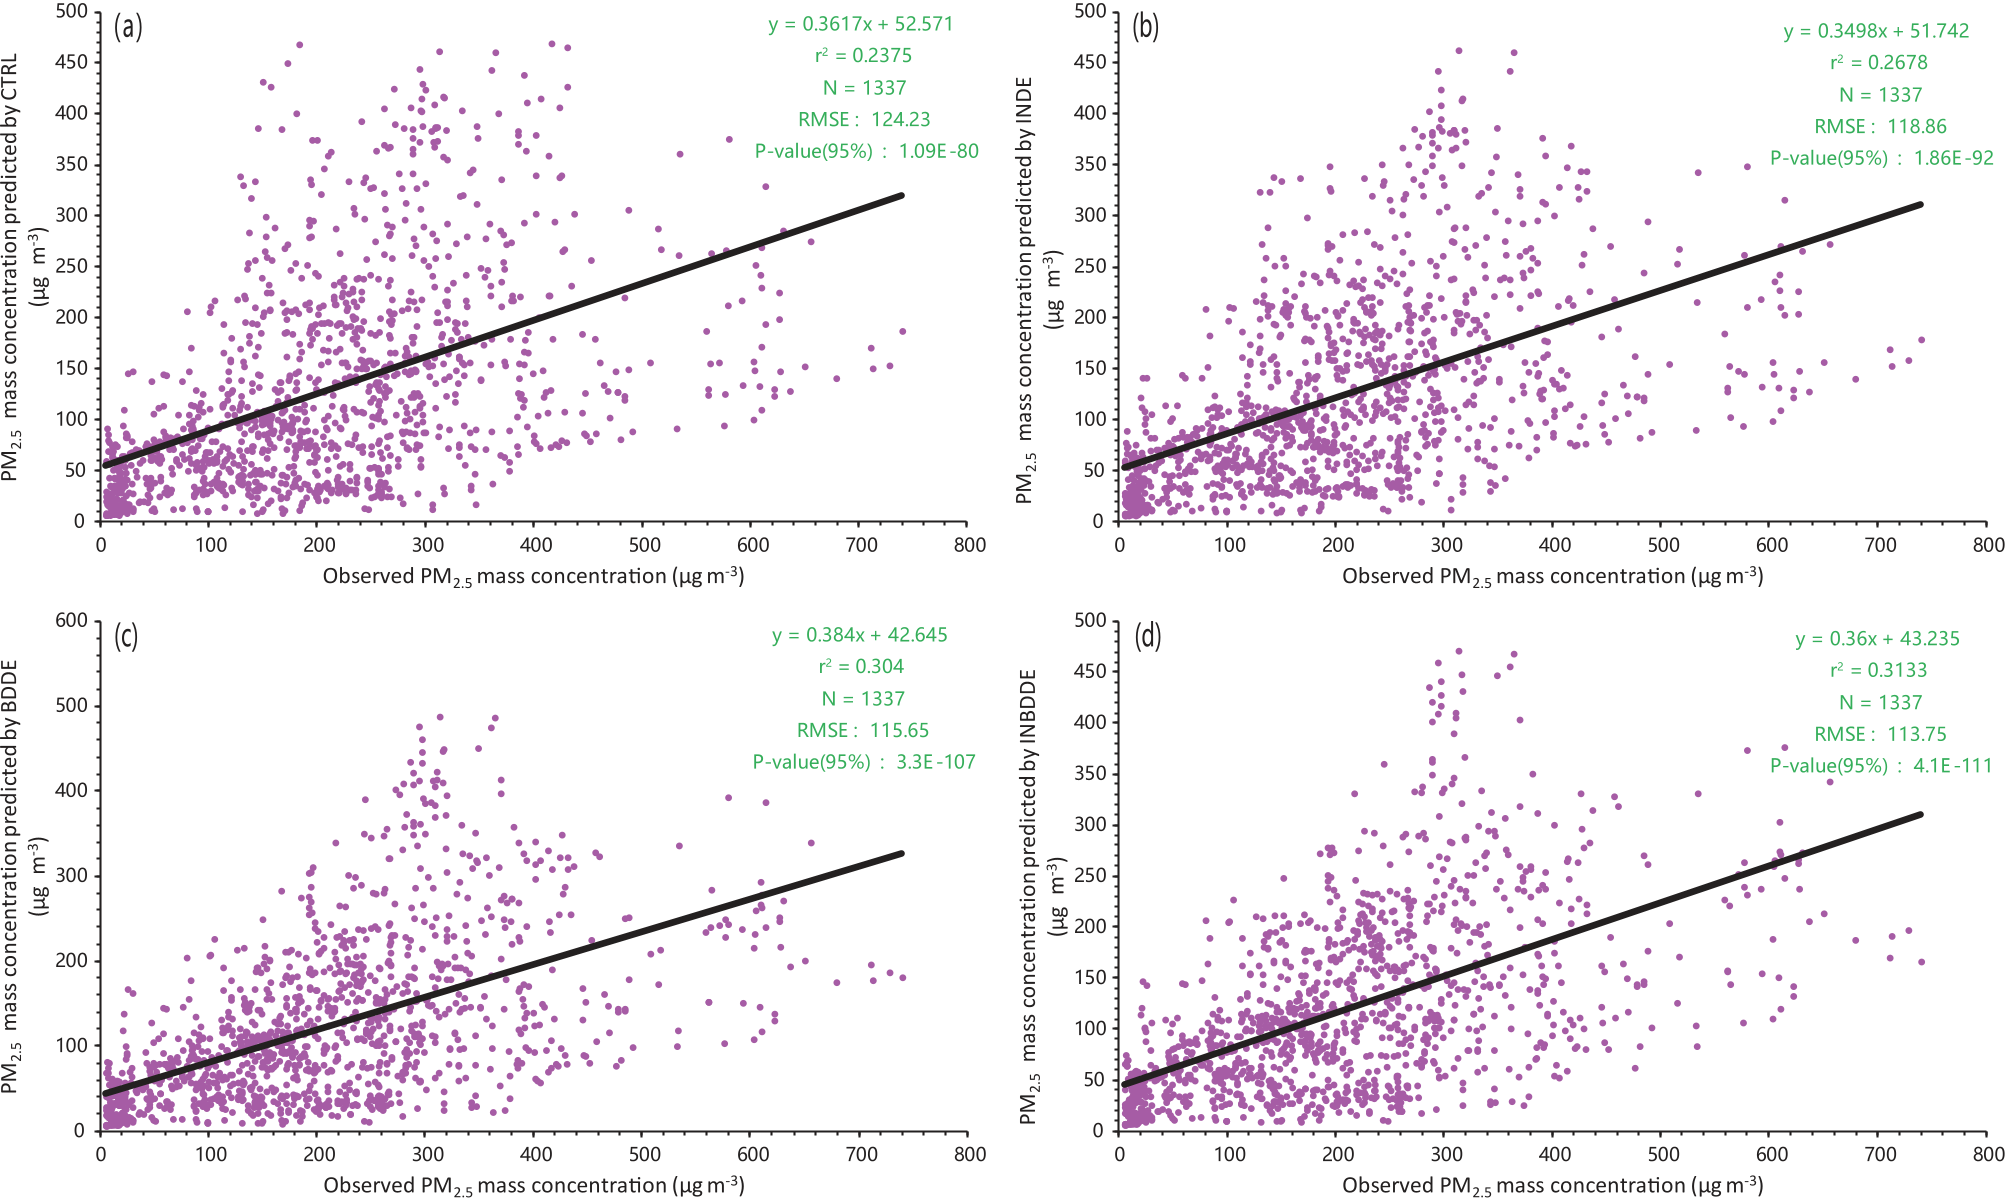 (a)
y = 0.3617x + 52.571
r² = 0.2375
N = 1337
RMSE : 124.23
P-value(95%) : 1.09E-80
PM2.5 mass concentration predicted by CTRL
(μg m-3)
500
450
400
350
300
250
200
150
100
50
0
0 100 200 300 400 500 600 700 800
Observed PM2.5 mass concentration (μg m-3)
(b)
y = 0.3498x + 51.742
r² = 0.2678
N = 1337
RMSE : 118.86
P-value(95%) : 1.86E-92
PM2.5 mass concentration predicted by INDE
(μg m-3)
500
450
400
350
300
250
200
150
100
50
0
0 100 200 300 400 500 600 700 800
Observed PM2.5 mass concentration (μg m-3)
(c)
y = 0.384x + 42.645
r² = 0.304
N = 1337
RMSE : 115.65
P-value(95%) : 3.3E-107
PM2.5 mass concentration predicted by BDDE
(μg m-3)
600
500
400
300
200
100
0
0 100 200 300 400 500 600 700 800
Observed PM2.5 mass concentration (μg m-3)
(d)
y = 0.36x + 43.235
r² = 0.3133
N = 1337
RMSE : 113.75
P-value(95%) : 4.1E-111
PM2.5 mass concentration predicted by INBDDE
(μg m-3)
500
450
400
350
300
250
200
150
100
50
0
0 100 200 300 400 500 600 700 800
Observed PM2.5 mass concentration (μg m-3)